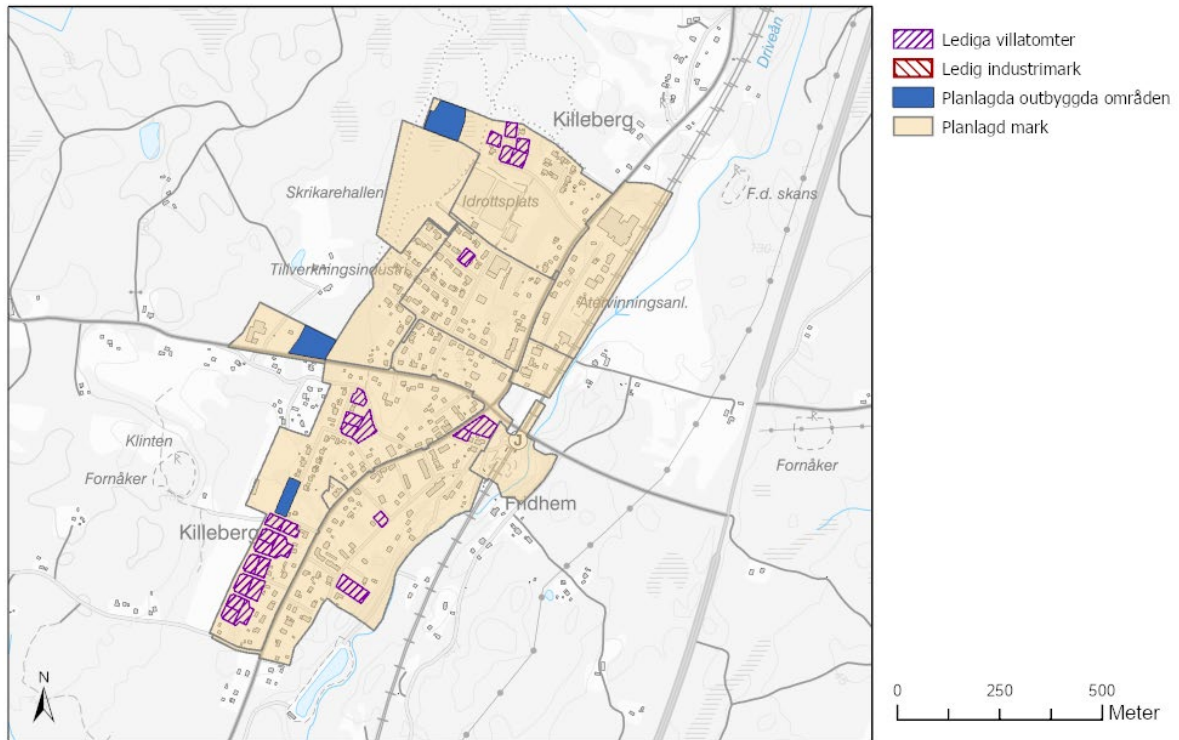 Lediga villatomter
Ledig industrimark
Planlagda outbyggda områden
Planlagd mark
Driveån
Killeberg
F.d. skans
Skrikarehallen
Idrottsplats
Tillverkningsindustri.
Återvinningsanl.
Klinten
Fornåker
Fornåker
Fridhem
Killeberg
J
N
0 250 500
Meter